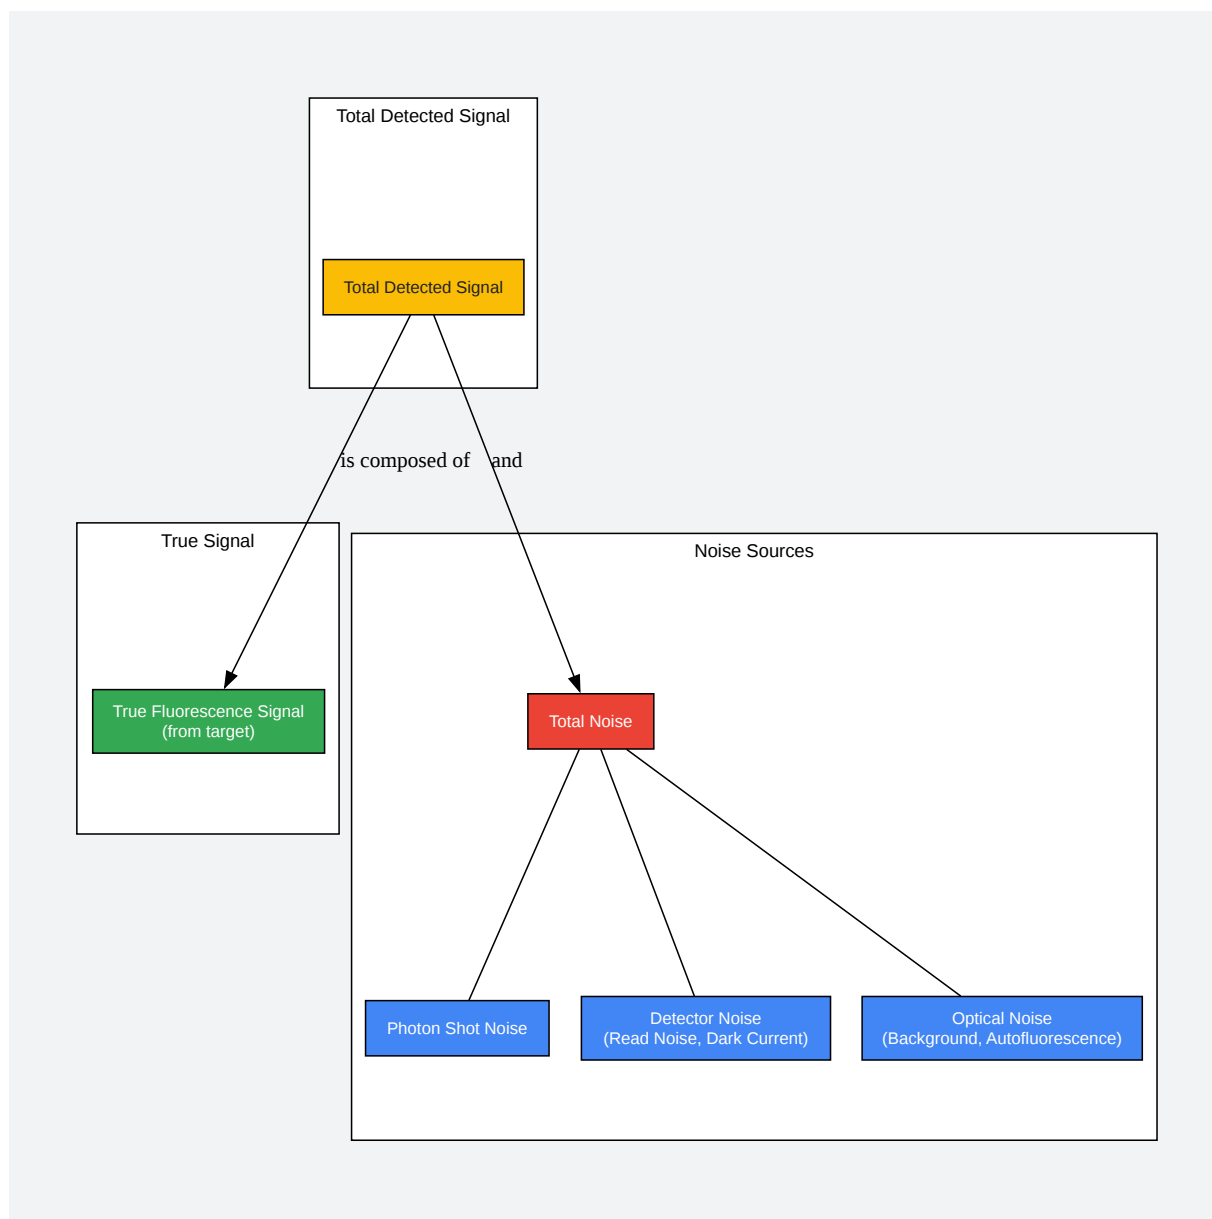 Total Detected Signal
Total Detected Signal
is composed of
and
True Signal
Noise Sources
True Fluorescence Signal
(from target)
Total Noise
Photon Shot Noise
Detector Noise
(Read Noise, Dark Current)
Optical Noise
(Background, Autofluorescence)